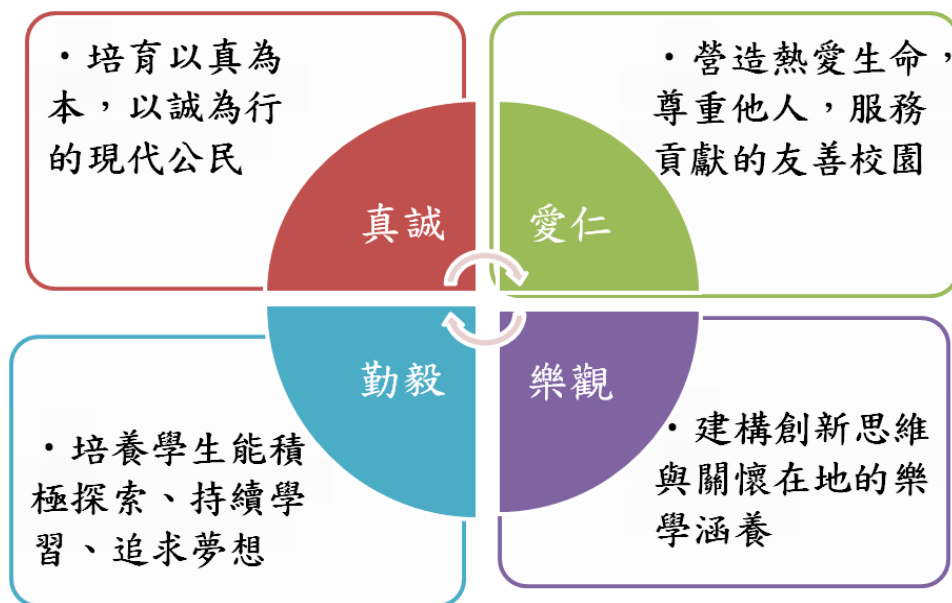 ・培育以真為
本，以誠為行
的現代公民
・營造熱愛生命，
尊重他人，服務
貢獻的友善校園
真誠
愛仁
勤毅
樂觀
・培養學生能積
極探索、持續學
習、追求夢想
・建構創新思維
與關懷在地的樂
學涵養